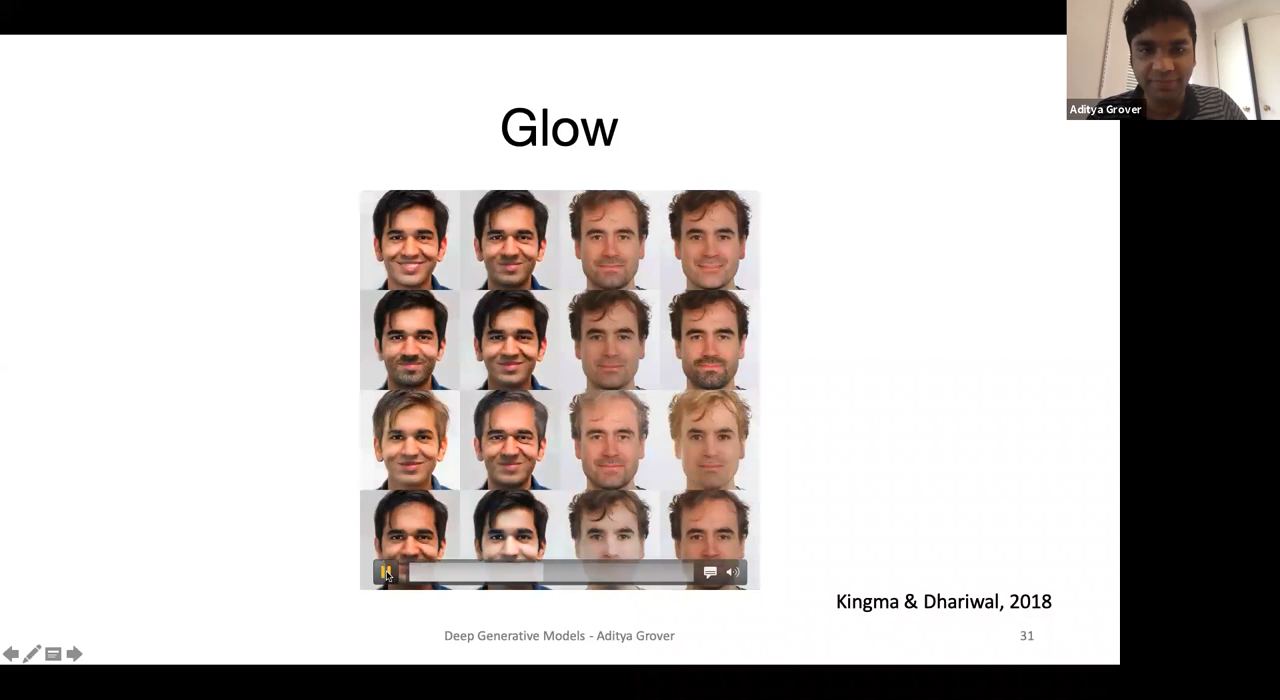 Aditya Grover
Glow
Kingma & Dhariwal, 2018
Deep Generative Models - Aditya Grover
31